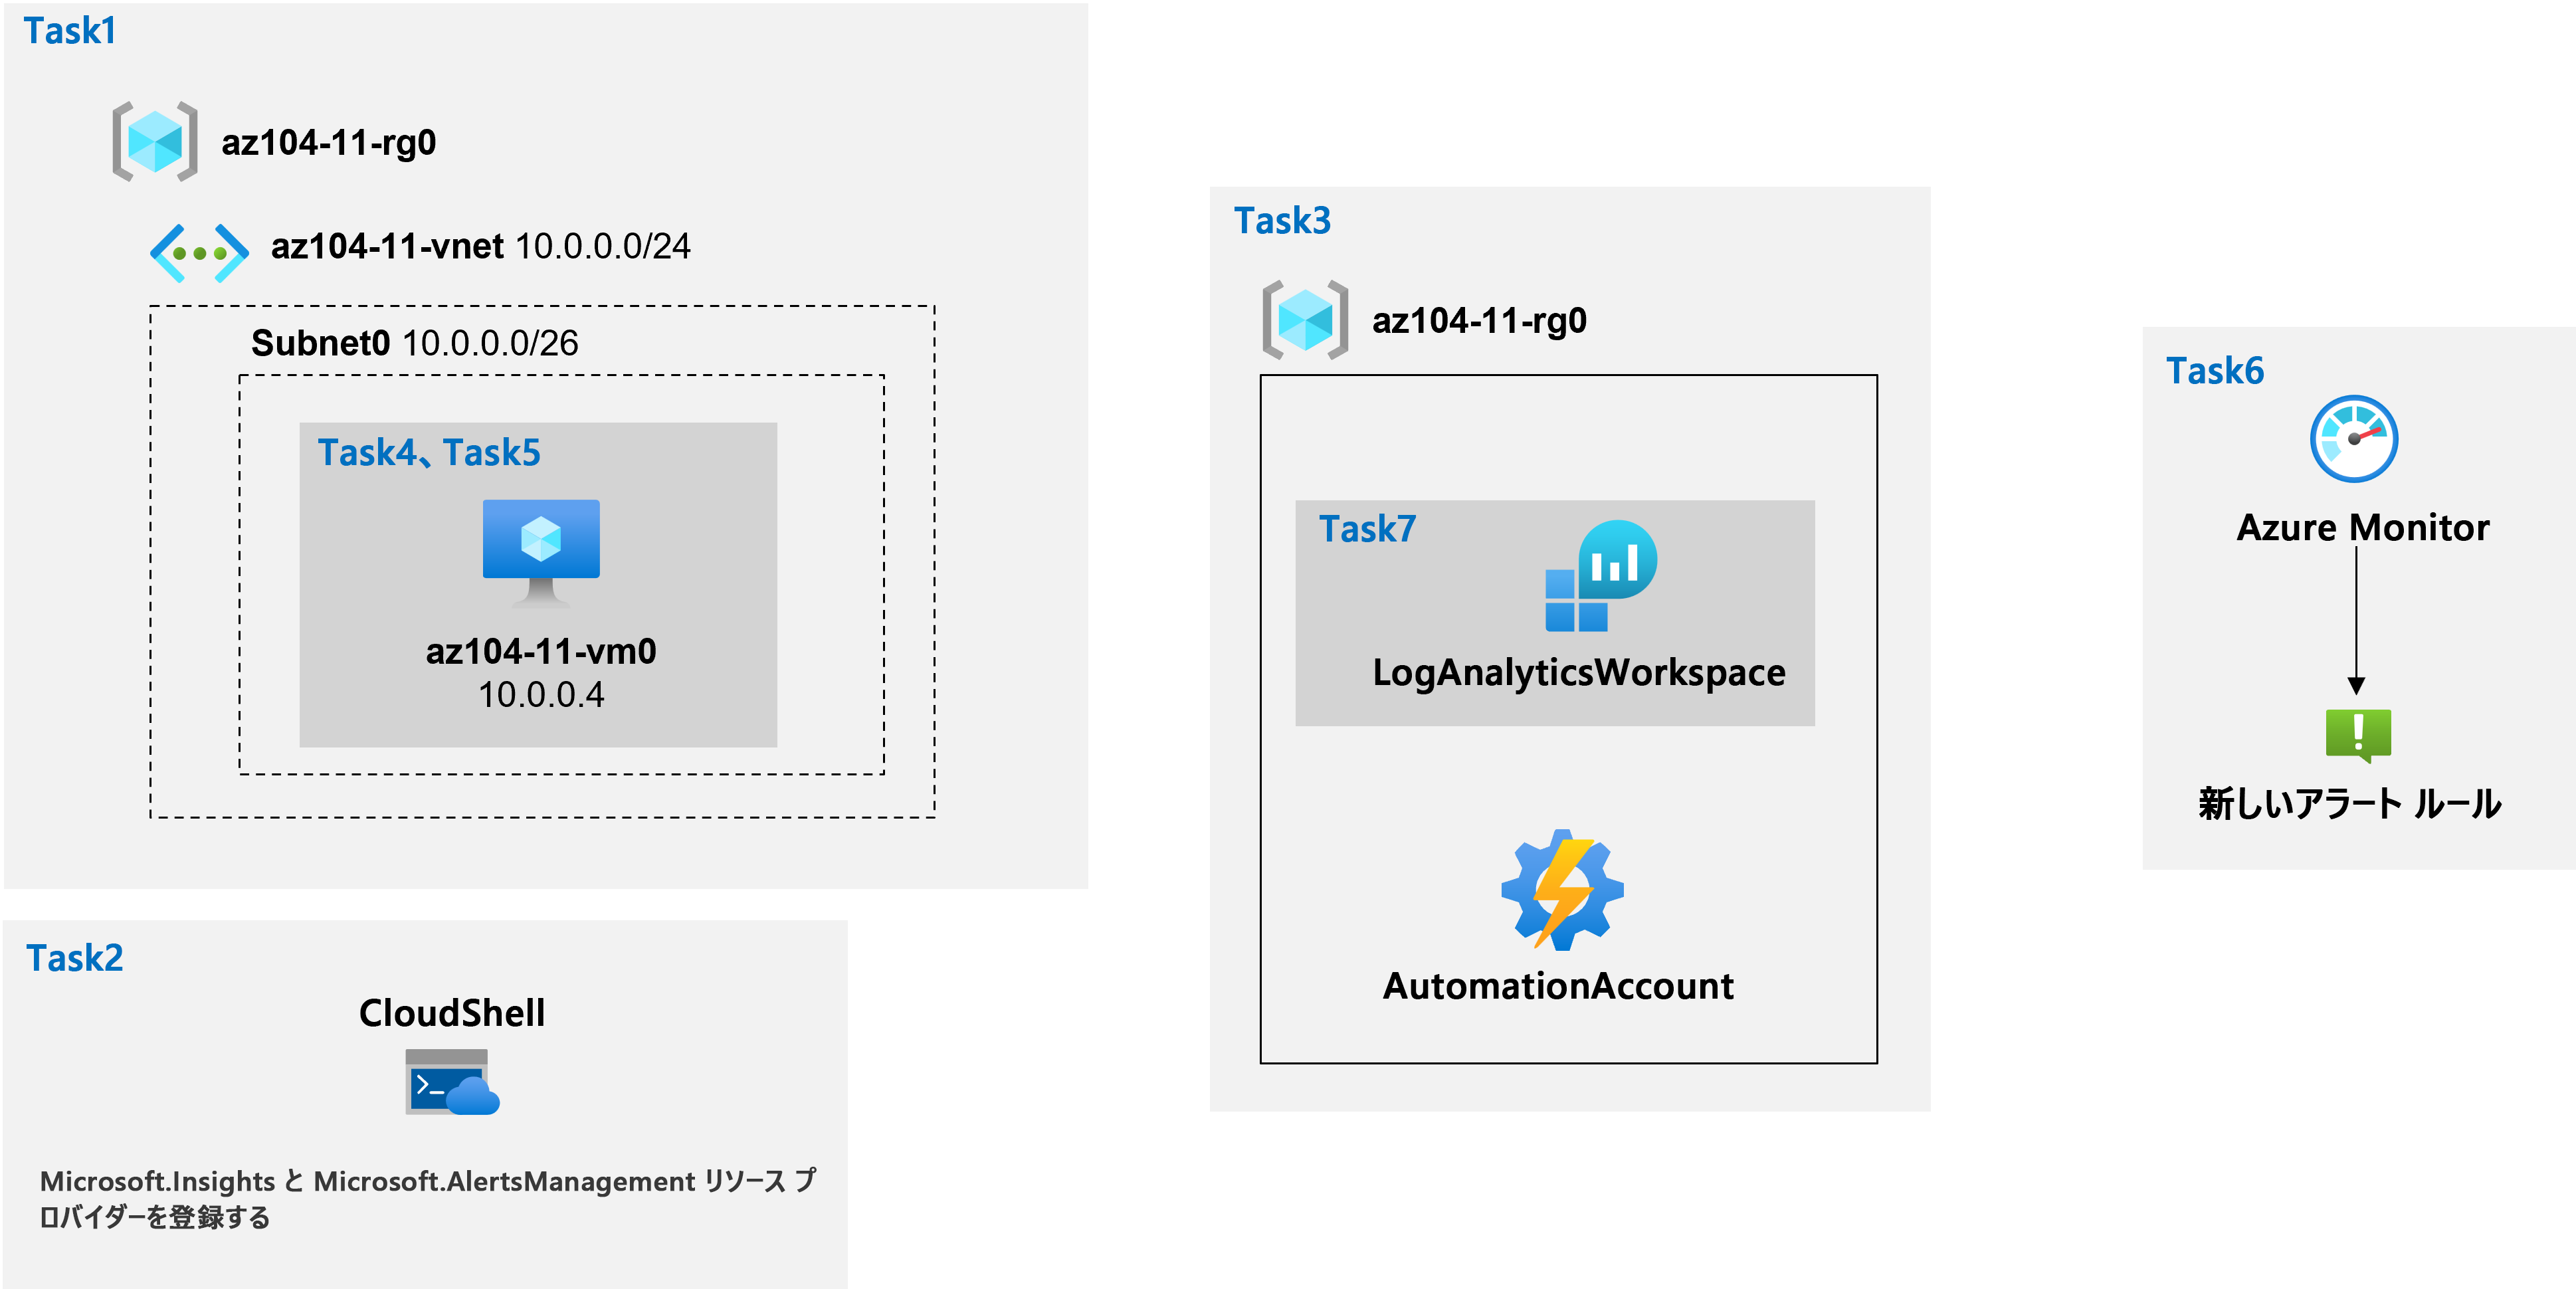 Task1
az104-11-rg0
az104-11-vnet 10.0.0.0/24
Subnet0 10.0.0.0/26
Task4、Task5
az104-11-vm0
10.0.0.4
Task2
CloudShell
Microsoft.Insights と Microsoft.AlertsManagement リソース プ
ロバイダーを登録する
Task3
az104-11-rg0
Task7
LogAnalyticsWorkspace
AutomationAccount
Task6
Azure Monitor
新しいアラート ルール